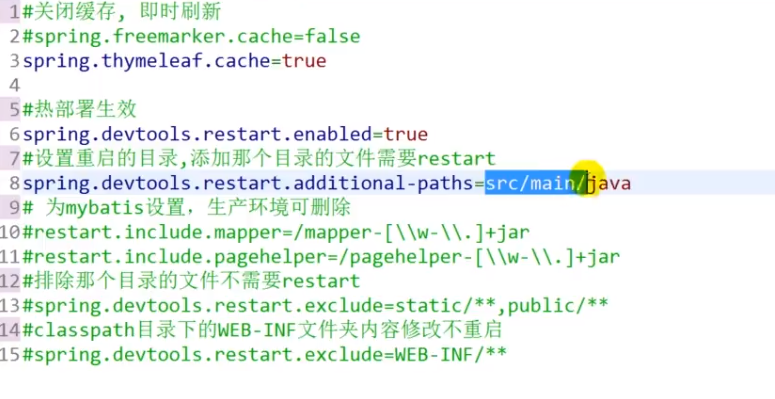 1 #关闭缓存, 即时刷新
2 #spring.freemarker.cache=false
3 spring.thymeleaf.cache=true
4
5 #热部署生效
6 spring.devtools.restart.enabled=true
7 #设置重启的目录,添加那个目录的文件需要restart
8 spring.devtools.restart.additional-paths=src/main/java
9 # 为mybatis设置, 生产环境可删除
10 #restart.include.mapper=/mapper-[\\w-\\.]+jar
11 #restart.include.pagehelper=/pagehelper-[\\w-\\.]+jar
12 #排除那个目录的文件不需要restart
13 #spring.devtools.restart.exclude=static/**,public/**
14 #classpath目录下的WEB-INF文件夹内容修改不重启
15 #spring.devtools.restart.exclude=WEB-INF/**